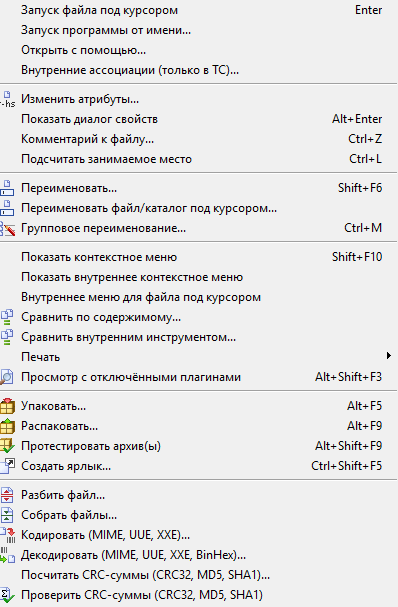 Запуск файла под курсором Enter
Запуск программы от имени...
Открыть с помощью...
Внутренние ассоциации (только в TC)...
r-hs
Изменить атрибуты...
Показать диалог свойств Alt+Enter
Комментарий к файлу... Ctrl+Z
Подсчитать занимаемое место Ctrl+L
Переименовать... Shift+F6
Переименовать файл/каталог под курсором...
Групповое переименование... Ctrl+M
Показать контекстное меню Shift+F10
Показать внутреннее контекстное меню
Внутреннее меню для файла под курсором
Сравнить по содержимому...
Сравнить внутренним инструментом...
Печать
Просмотр с отключёнными плагинами Alt+Shift+F3
Упаковать... Alt+F5
Распаковать... Alt+F9
Протестировать архив(ы) Alt+Shift+F9
Создать ярлык... Ctrl+Shift+F5
Разбить файл...
Собрать файлы...
Кодировать (MIME, UUE, XXE)...
Декодировать (MIME, UUE, XXE, BinHex)...
Посчитать CRC-суммы (CRC32, MD5, SHA1)...
Проверить CRC-суммы (CRC32, MD5, SHA1)